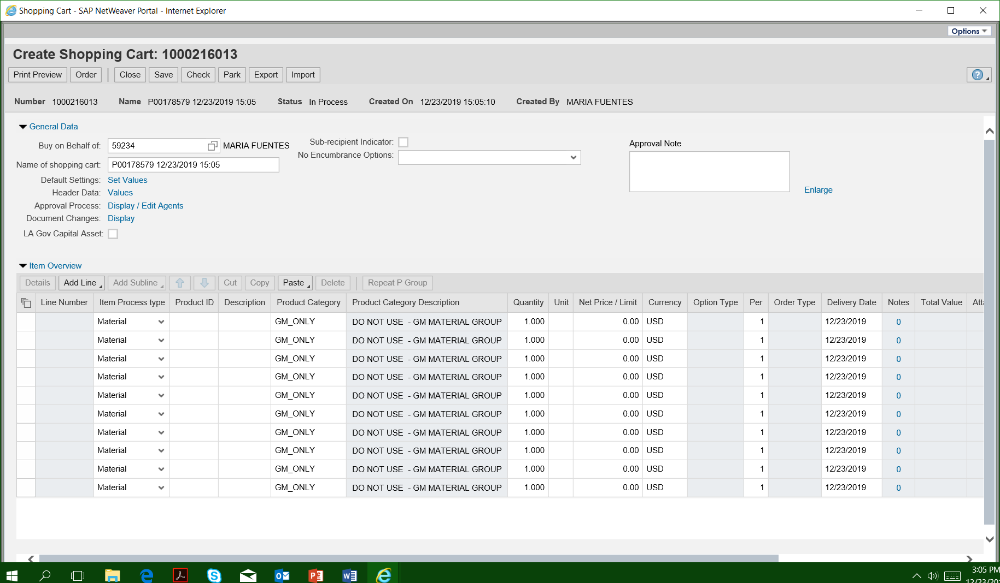 Shopping Cart - SAP NetWeaver Portal - Internet Explorer
Options
Create Shopping Cart: 1000216013
Print Preview Order Close Save Check Park Export Import
Number 1000216013 Name P00178579 12/23/2019 15:05 Status In Process Created On 12/23/2019 15:05:10 Created By MARIA FUENTES
General Data
Buy on Behalf of: 59234 MARIA FUENTES Sub-recipient Indicator: Approval Note
No Encumbrance Options:
Name of shopping cart: P00178579 12/23/2019 15:05
Default Settings: Set Values
Header Data: Values Enlarge
Approval Process: Display / Edit Agents
Document Changes: Display
LA Gov Capital Asset:
Item Overview
Details Add Line Add Subline Cut Copy Paste Delete Repeat P Group
Line Number Item Process type Product ID Description Product Category Product Category Description Quantity Unit Net Price / Limit Currency Option Type Per Order Type Delivery Date Notes Total Value Atta
Material GM_ONLY DO NOT USE - GM MATERIAL GROUP 1.000 0.00 USD 1 12/23/2019 0
Material GM_ONLY DO NOT USE - GM MATERIAL GROUP 1.000 0.00 USD 1 12/23/2019 0
Material GM_ONLY DO NOT USE - GM MATERIAL GROUP 1.000 0.00 USD 1 12/23/2019 0
Material GM_ONLY DO NOT USE - GM MATERIAL GROUP 1.000 0.00 USD 1 12/23/2019 0
Material GM_ONLY DO NOT USE - GM MATERIAL GROUP 1.000 0.00 USD 1 12/23/2019 0
Material GM_ONLY DO NOT USE - GM MATERIAL GROUP 1.000 0.00 USD 1 12/23/2019 0
Material GM_ONLY DO NOT USE - GM MATERIAL GROUP 1.000 0.00 USD 1 12/23/2019 0
Material GM_ONLY DO NOT USE - GM MATERIAL GROUP 1.000 0.00 USD 1 12/23/2019 0
Material GM_ONLY DO NOT USE - GM MATERIAL GROUP 1.000 0.00 USD 1 12/23/2019 0
Material GM_ONLY DO NOT USE - GM MATERIAL GROUP 1.000 0.00 USD 1 12/23/2019 0
3:05 PM